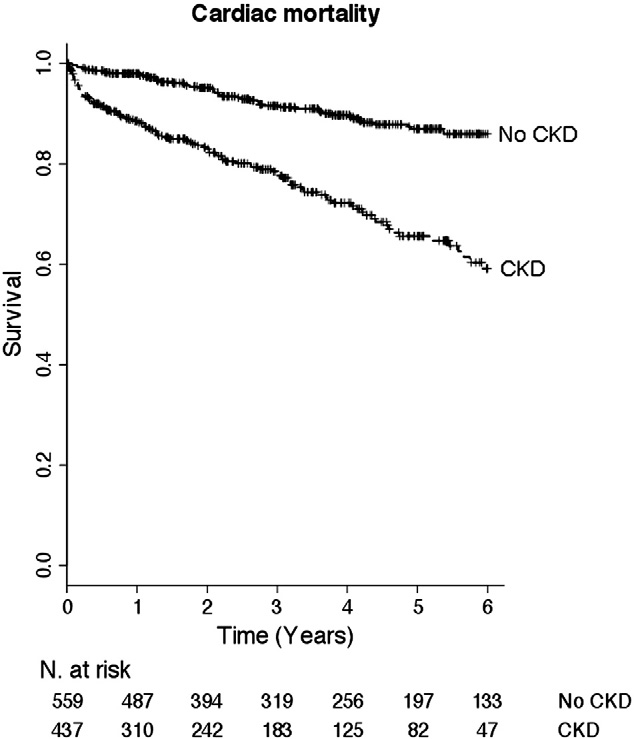 Cardiac mortality
1.0
0.8
0.6
0.4
0.2
0.0
Survival
No CKD
CKD
0 1 2 3 4 5 6
Time (Years)
N. at risk
559 487 394 319 256 197 133 No CKD
437 310 242 183 125 82 47 CKD